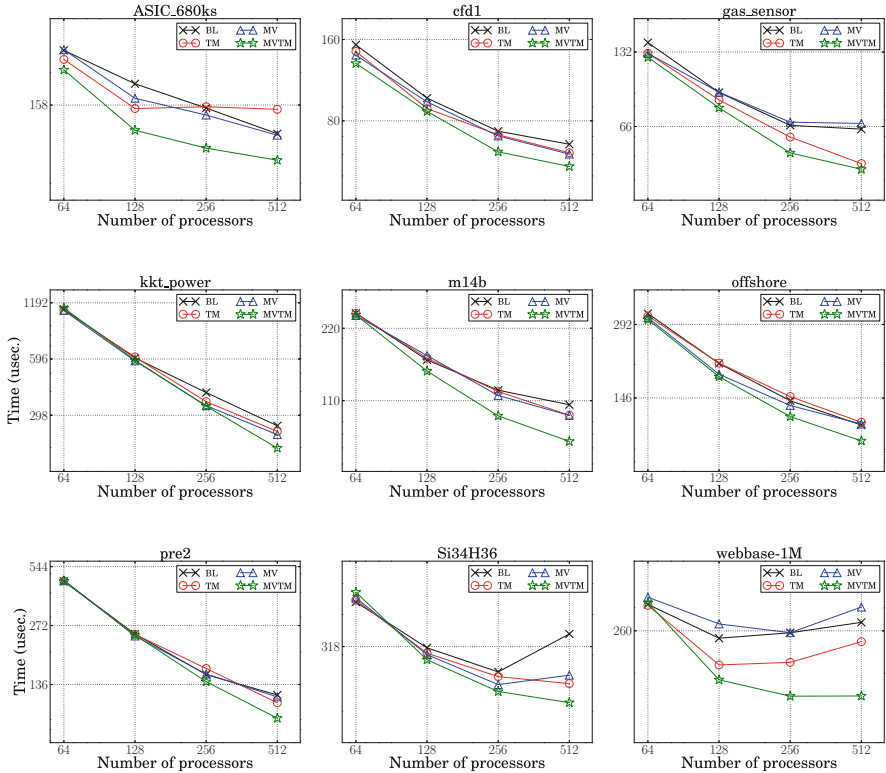 ASIC_680ks
BL MV
TM MVTM
158
64 128 256 512
Number of processors
cfd1
BL MV
TM MVTM
160
80
64 128 256 512
Number of processors
gas_sensor
BL MV
TM MVTM
132
66
64 128 256 512
Number of processors
kkt_power
BL MV
TM MVTM
1192
596
298
Time (usec.)
64 128 256 512
Number of processors
m14b
BL MV
TM MVTM
220
110
64 128 256 512
Number of processors
offshore
BL MV
TM MVTM
292
146
64 128 256 512
Number of processors
pre2
BL MV
TM MVTM
544
272
136
Time (usec.)
64 128 256 512
Number of processors
Si34H36
BL MV
TM MVTM
318
64 128 256 512
Number of processors
webbase-1M
BL MV
TM MVTM
260
64 128 256 512
Number of processors